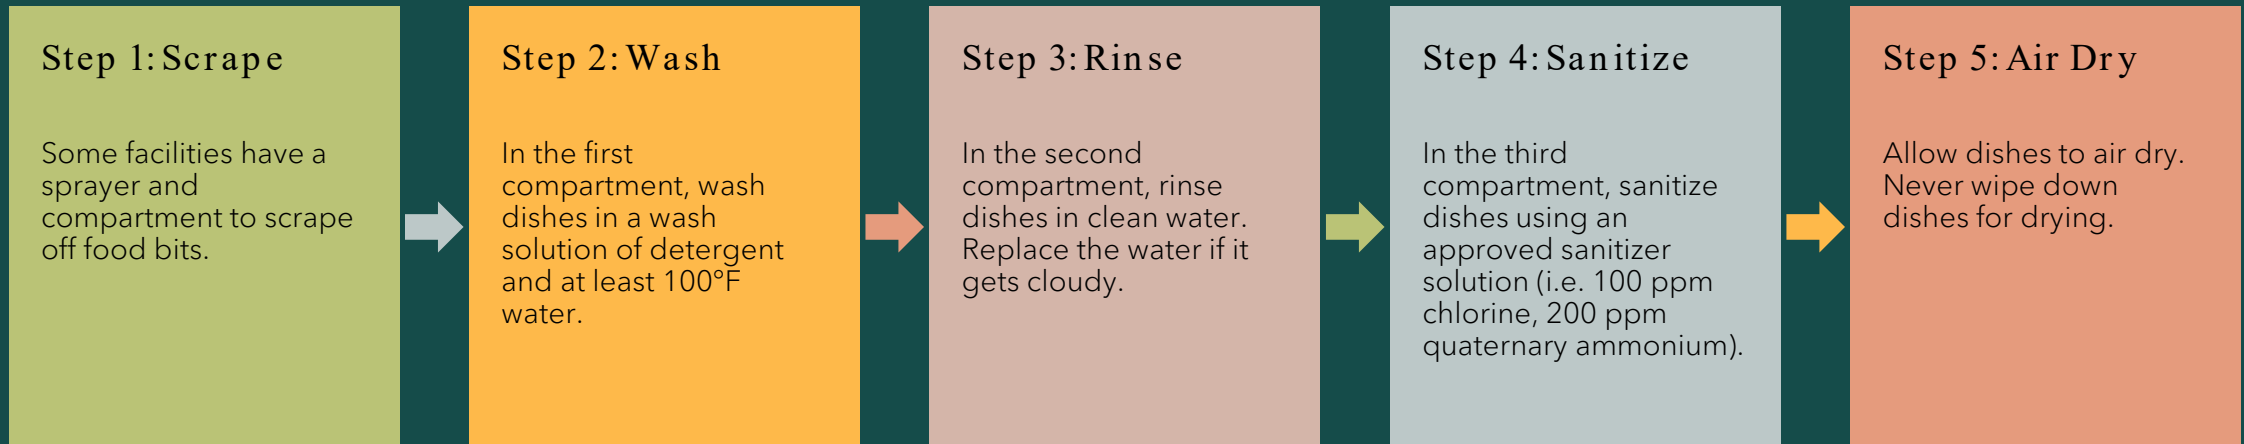 Step 1: Scrape
Some facilities have a
sprayer and
compartment to scrape
off food bits.
Step 2: Wash
In the first
compartment, wash
dishes in a wash
solution of detergent
and at least 100°F
water.
Step 3: Rinse
In the second
compartment, rinse
dishes in clean water.
Replace the water if it
gets cloudy.
Step 4: Sanitize
In the third
compartment, sanitize
dishes using an
approved sanitizer
solution (i.e. 100 ppm
chlorine, 200 ppm
quaternary ammonium).
Step 5: Air Dry
Allow dishes to air dry.
Never wipe down
dishes for drying.